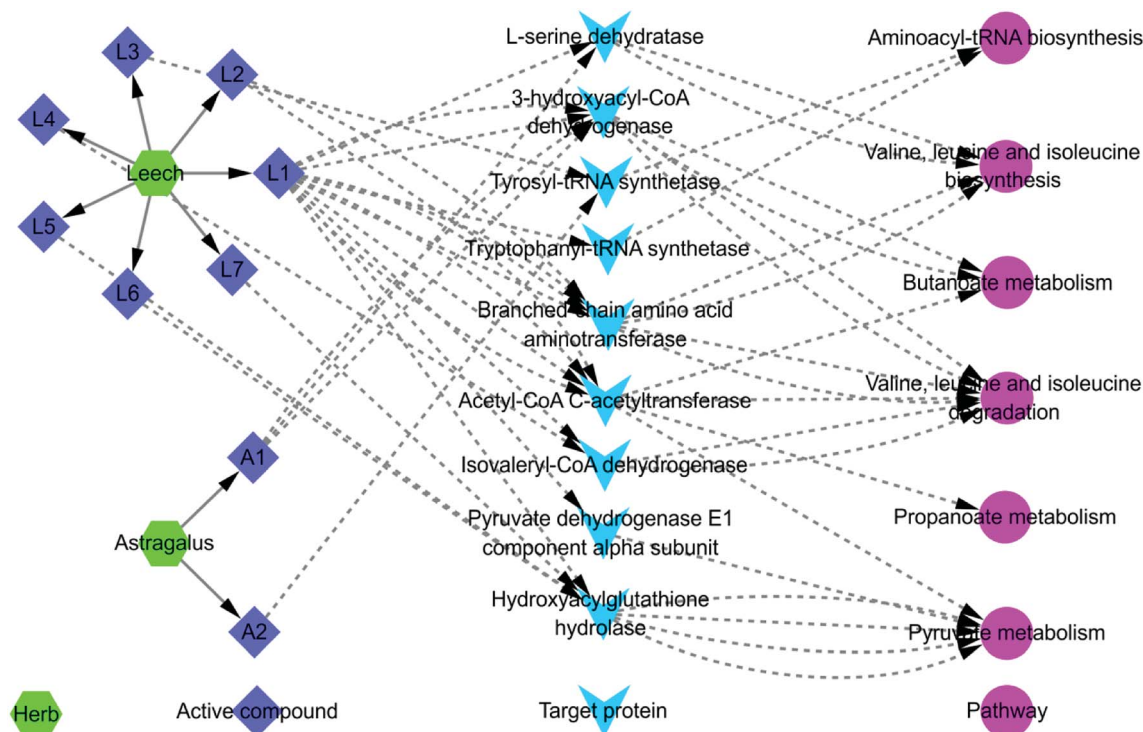 L3
L2
L4
Leech
L1
L5
L6
L7
A1
Astragalus
A2
L-serine dehydratase
3-hydroxyacyl-CoA
dehydrogenase
Tyrosyl-tRNA synthetase
Tryptophanyl-tRNA synthetase
Branched-chain amino acid
aminotransferase
Acetyl-CoA C-acetyltransferase
Isovaleryl-CoA dehydrogenase
Pyruvate dehydrogenase E1
component alpha subunit
Hydroxyacylglutathione
hydrolase
Aminoacyl-tRNA biosynthesis
Valine, leucine and isoleucine
biosynthesis
Butanoate metabolism
Valine, leucine and isoleucine
degradation
Propanoate metabolism
Pyruvate metabolism
Herb
Active compound
Target protein
Pathway